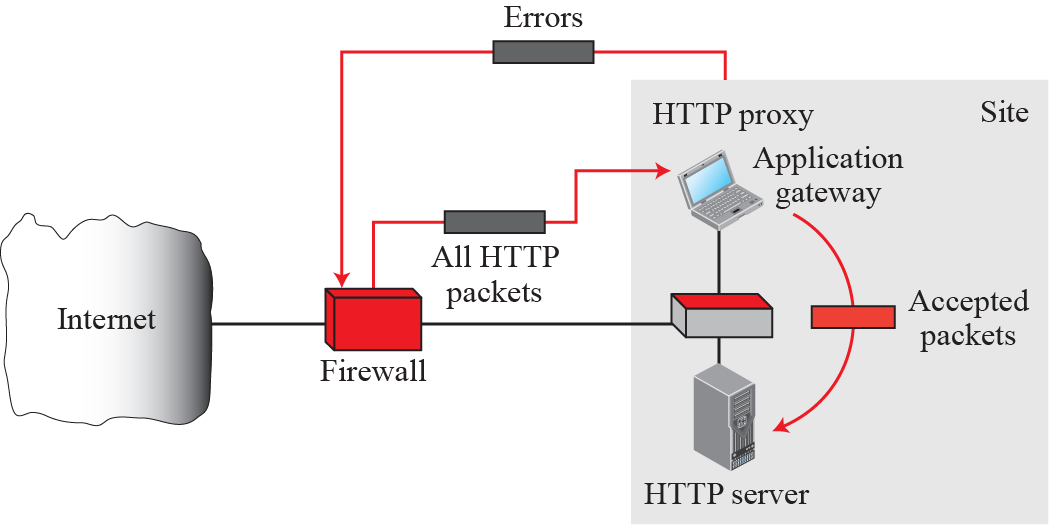 Errors
HTTP proxy
Site
Application
gateway
All HTTP
packets
Internet
Accepted
packets
Firewall
HTTP server